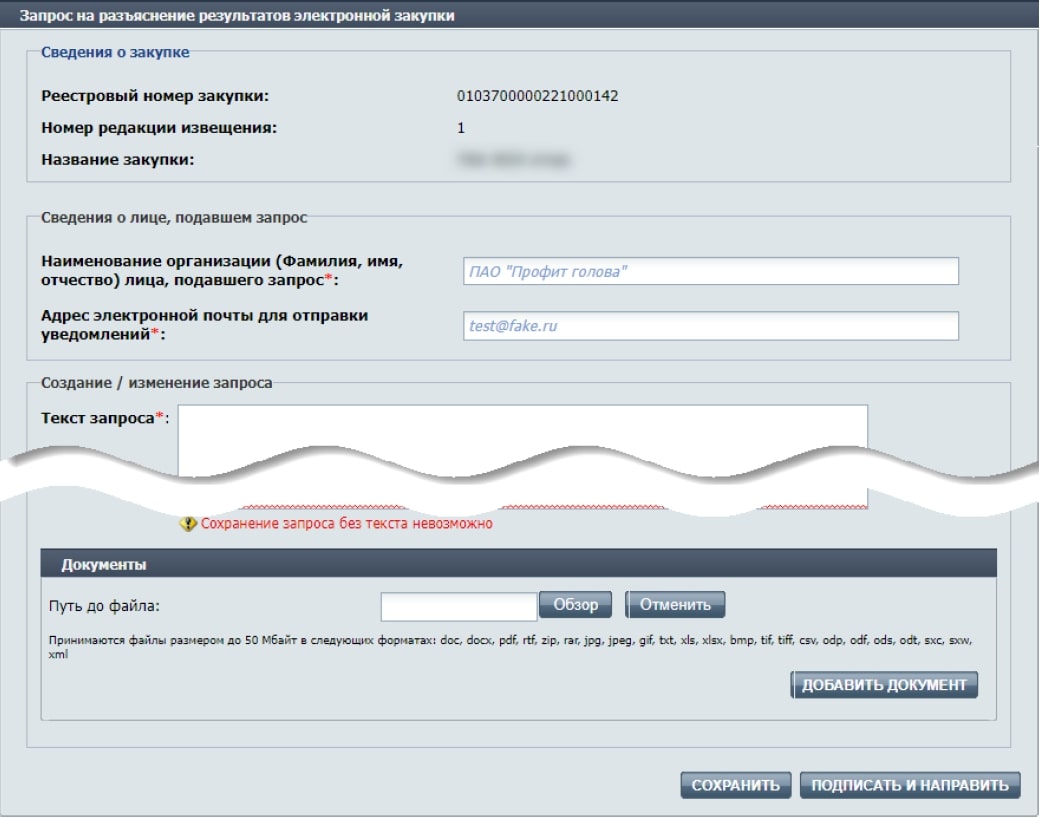 Запрос на разъяснение результатов электронной закупки
Сведения о закупке
Реестровый номер закупки: 0103700000221000142
Номер редакции извещения: 1
Название закупки:
Сведения о лице, подавшем запрос
Наименование организации (Фамилия, имя,
отчество) лица, подавшего запрос*: ПАО "Профит голова"
Адрес электронной почты для отправки
уведомлений*: test@fake.ru
Создание / изменение запроса
Текст запроса*:
Сохранение запроса без текста невозможно
Документы
Путь до файла: Обзор Отменить
Принимаются файлы размером до 50 Мбайт в следующих форматах: doc, docx, pdf, rtf, zip, rar, jpg, jpeg, gif, txt, xls, xlsx, bmp, tif, tiff, csv, odp, odf, ods, odt, sxc, sxw,
xml
ДОБАВИТЬ ДОКУМЕНТ
СОХРАНИТЬ ПОДПИСАТЬ И НАПРАВИТЬ